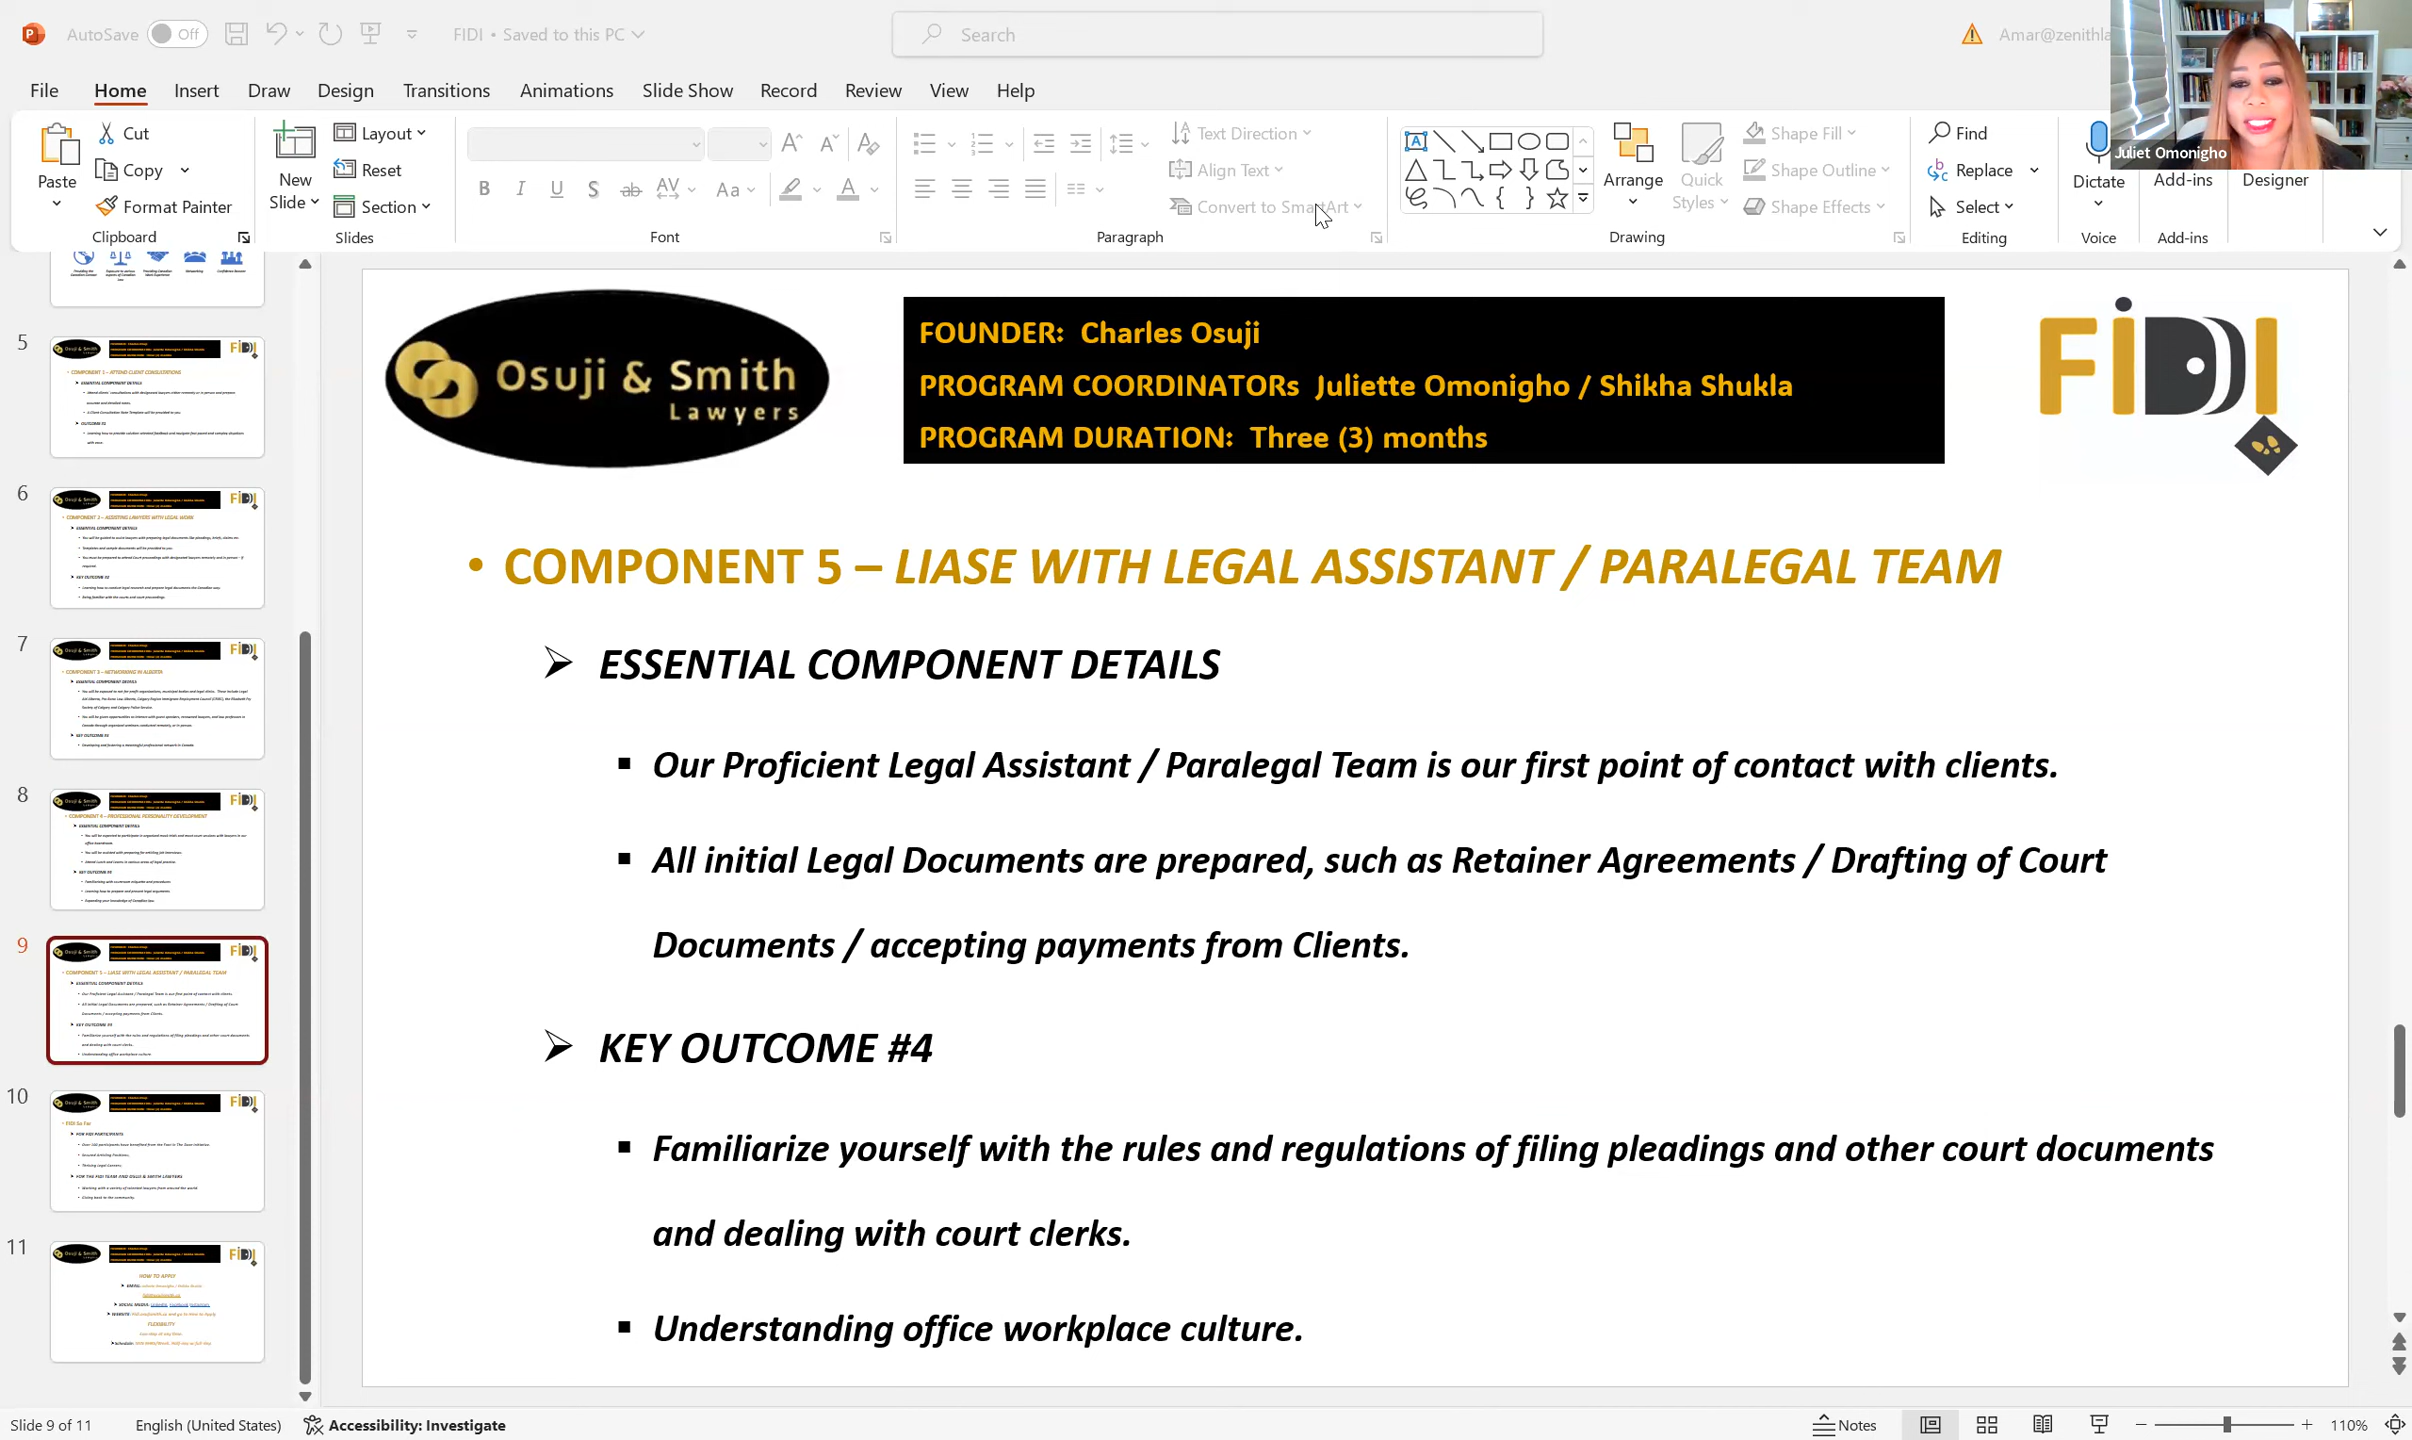 AutoSave Off FIDI • Saved to this PC Search Amar@zenithla
File Home Insert Draw Design Transitions Animations Slide Show Record Review View Help
Paste Cut Copy Format Painter Clipboard
New Slide Layout Reset Section Slides
Font
Text Direction Align Text Convert to SmartArt Paragraph
Arrange Quick Styles Shape Fill Shape Outline Shape Effects Drawing
Find Replace Select Editing
Dictate Voice
Add-ins Add-ins
Designer
Juliet Omonigho
5
6
7
8
9
10
11
Osuji & Smith
Lawyers
FOUNDER: Charles Osuji
PROGRAM COORDINATORs Juliette Omonigho / Shikha Shukla
PROGRAM DURATION: Three (3) months
FiDI
• COMPONENT 5 – LIASE WITH LEGAL ASSISTANT / PARALEGAL TEAM
➢ ESSENTIAL COMPONENT DETAILS
▪ Our Proficient Legal Assistant / Paralegal Team is our first point of contact with clients.
▪ All initial Legal Documents are prepared, such as Retainer Agreements / Drafting of Court
Documents / accepting payments from Clients.
➢ KEY OUTCOME #4
▪ Familiarize yourself with the rules and regulations of filing pleadings and other court documents
and dealing with court clerks.
▪ Understanding office workplace culture.
Slide 9 of 11 English (United States) Accessibility: Investigate Notes 110%